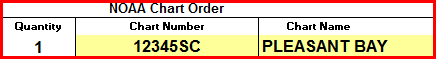 NOAA Chart Order
Quantity Chart Number Chart Name
1 12345SC PLEASANT BAY